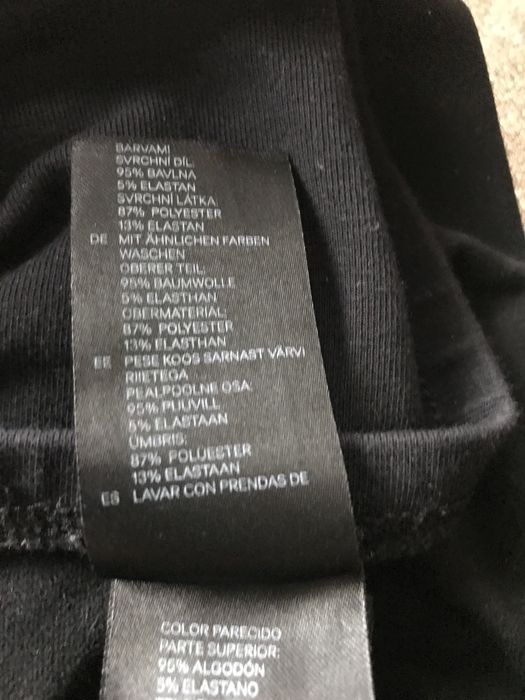 BARVAMI
SVRCHNÍ DÍL:
95% BAVLNA
5% ELASTAN
SVRCHNÍ LÁTKA:
87% POLYESTER
13% ELASTAN
DE MIT ÄHNLICHEN FARBEN
WASCHEN
OBERER TEIL:
95% BAUMWOLLE
5% ELASTHAN
OBERMATERIAL:
87% POLYESTER
13% ELASTHAN
EE PESE KOOS SARNAST VÄRVI
RIIETEGA
PEALPOOLNE OSA:
95% PUUVILL
5% ELASTAAN
ÜMBRIS:
87% POLUESTER
13% ELASTAAN
ES LAVAR CON PRENDAS DE
COLOR PARECIDO
PARTE SUPERIOR:
95% ALGODÓN
5% ELASTANO